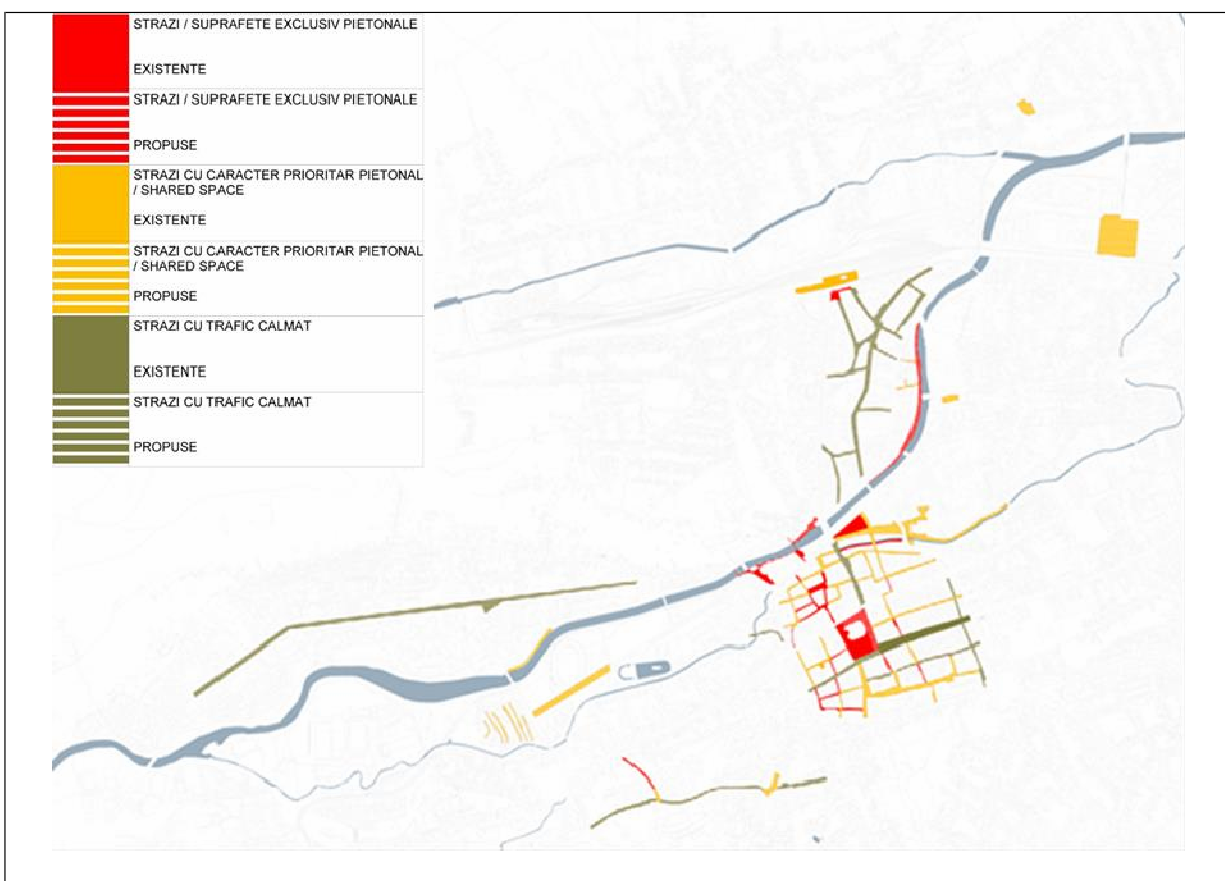 STRAZI / SUPRAFETE EXCLUSIV PIETONALE
EXISTENTE
STRAZI / SUPRAFETE EXCLUSIV PIETONALE
PROPUSE
STRAZI CU CARACTER PRIORITAR PIETONAL
/ SHARED SPACE
EXISTENTE
STRAZI CU CARACTER PRIORITAR PIETONAL
/ SHARED SPACE
PROPUSE
STRAZI CU TRAFIC CALMAT
EXISTENTE
STRAZI CU TRAFIC CALMAT
PROPUSE